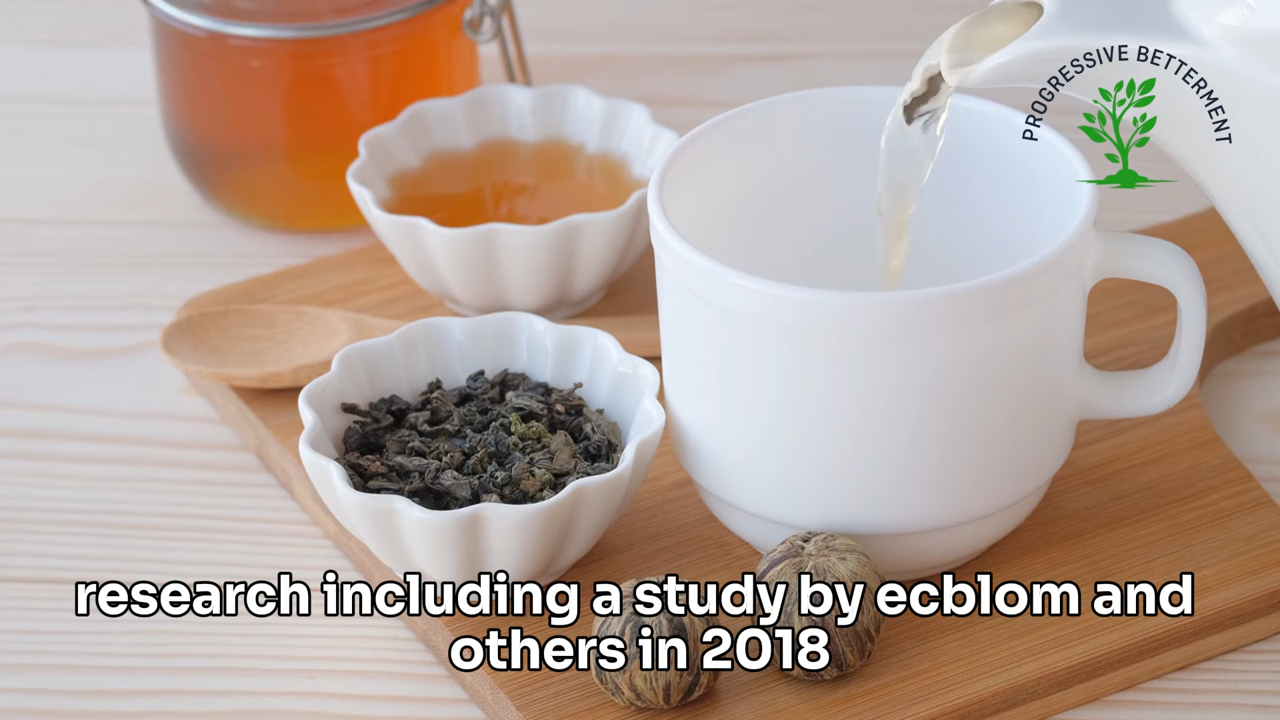 PROGRESSIVE BETTERMENT
research including a study by ecblom and
others in 2018